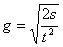 g = √(2s/t²)